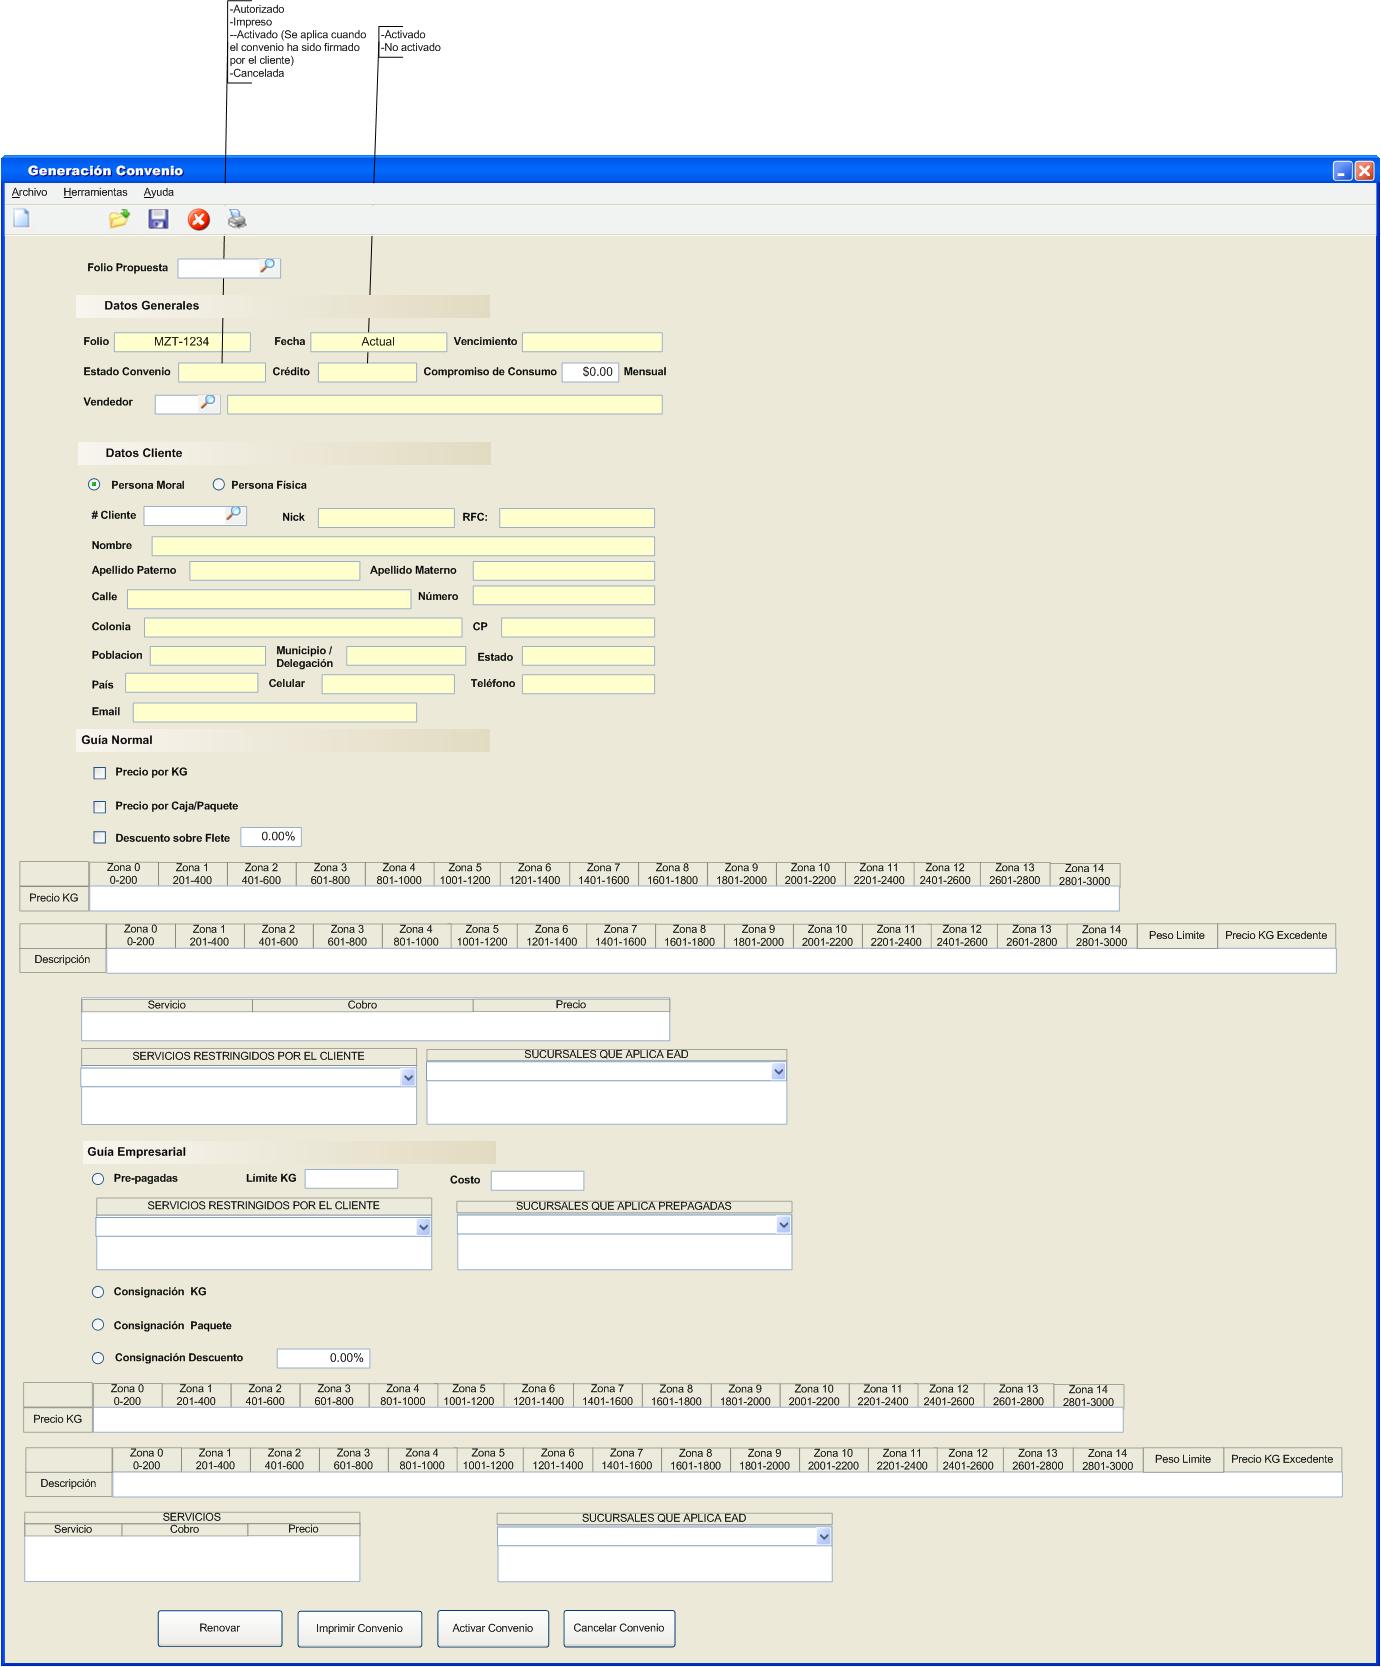 -Autorizado
-Impreso
--Activado (Se aplica cuando
el convenio ha sido firmado
por el cliente)
-Cancelada
-Activado
-No activado
Generación Convenio
Archivo Herramientas Ayuda
Folio Propuesta
Datos Generales
Folio MZT-1234 Fecha Actual Vencimiento
Estado Convenio Crédito Compromiso de Consumo $0.00 Mensual
Vendedor
Datos Cliente
Persona Moral Persona Física
# Cliente Nick RFC:
Nombre
Apellido Paterno Apellido Materno
Calle Número
Colonia CP
Poblacion Municipio / Delegación Estado
País Celular Teléfono
Email
Guía Normal
Precio por KG
Precio por Caja/Paquete
Descuento sobre Flete 0.00%
Zona 0 Zona 1 Zona 2 Zona 3 Zona 4 Zona 5 Zona 6 Zona 7 Zona 8 Zona 9 Zona 10 Zona 11 Zona 12 Zona 13 Zona 14
0-200 201-400 401-600 601-800 801-1000 1001-1200 1201-1400 1401-1600 1601-1800 1801-2000 2001-2200 2201-2400 2401-2600 2601-2800 2801-3000
Precio KG
Zona 0 Zona 1 Zona 2 Zona 3 Zona 4 Zona 5 Zona 6 Zona 7 Zona 8 Zona 9 Zona 10 Zona 11 Zona 12 Zona 13 Zona 14 Peso Limite Precio KG Excedente
0-200 201-400 401-600 601-800 801-1000 1001-1200 1201-1400 1401-1600 1601-1800 1801-2000 2001-2200 2201-2400 2401-2600 2601-2800 2801-3000
Descripción
Servicio Cobro Precio
SERVICIOS RESTRINGIDOS POR EL CLIENTE SUCURSALES QUE APLICA EAD
Guía Empresarial
Pre-pagadas Limite KG Costo
SERVICIOS RESTRINGIDOS POR EL CLIENTE SUCURSALES QUE APLICA PREPAGADAS
Consignación KG
Consignación Paquete
Consignación Descuento 0.00%
Zona 0 Zona 1 Zona 2 Zona 3 Zona 4 Zona 5 Zona 6 Zona 7 Zona 8 Zona 9 Zona 10 Zona 11 Zona 12 Zona 13 Zona 14
0-200 201-400 401-600 601-800 801-1000 1001-1200 1201-1400 1401-1600 1601-1800 1801-2000 2001-2200 2201-2400 2401-2600 2601-2800 2801-3000
Precio KG
Zona 0 Zona 1 Zona 2 Zona 3 Zona 4 Zona 5 Zona 6 Zona 7 Zona 8 Zona 9 Zona 10 Zona 11 Zona 12 Zona 13 Zona 14 Peso Limite Precio KG Excedente
0-200 201-400 401-600 601-800 801-1000 1001-1200 1201-1400 1401-1600 1601-1800 1801-2000 2001-2200 2201-2400 2401-2600 2601-2800 2801-3000
Descripción
SERVICIOS SUCURSALES QUE APLICA EAD
Servicio Cobro Precio
Renovar Imprimir Convenio Activar Convenio Cancelar Convenio